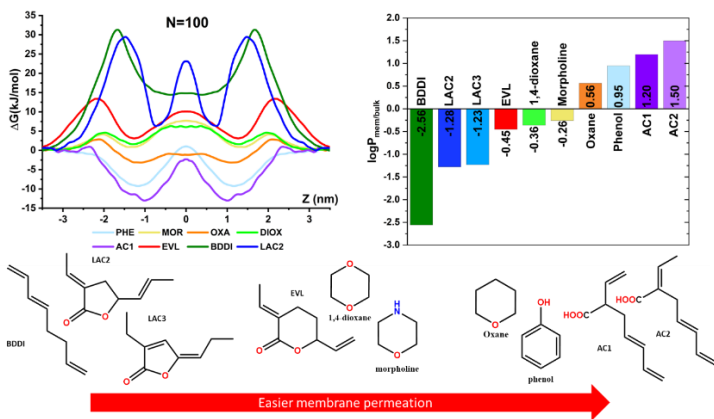 N=100
ΔG(kJ/mol)
35
30
25
20
15
10
5
0
-5
-10
-15
-3 -2 -1 0 1 2 3
Z (nm)
PHE MOR OXA DIOX
AC1 EVL BDDI LAC2
logP mem/bulk
2.0
1.5
1.0
0.5
0.0
-0.5
-1.0
-1.5
-2.0
-2.5
-3.0
BDDI LAC2 LAC3 EVL 1,4-dioxane Morpholine Oxane Phenol AC1 AC2
-2.56 -1.28 -1.23 -0.45 -0.36 -0.26 0.56 0.95 1.20 1.50
LAC2
O
O
BDDI
LAC3
O
O
EVL
O
O
O
O
1,4-dioxane
H
N
O
morpholine
O
Oxane
OH
phenol
HOOC
AC1
HOOC
AC2
Easier membrane permeation